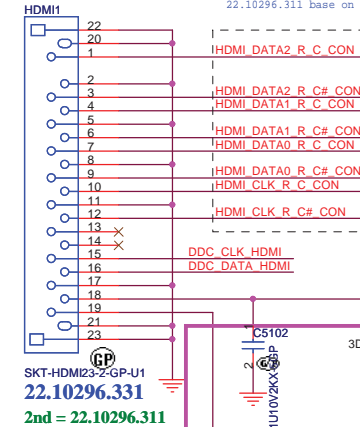 22.10296.311 base on
HDMI1
22
20
1 HDMI_DATA2_R_C_CON
2
3 HDMI_DATA2_R_C#_CON
4 HDMI_DATA1_R_C_CON
5
6 HDMI_DATA1_R_C#_CON
7 HDMI_DATA0_R_C_CON
8
9 HDMI_DATA0_R_C#_CON
10 HDMI_CLK_R_C_CON
11
12 HDMI_CLK_R_C#_CON
13
14
15 DDC_CLK_HDMI
16 DDC_DATA_HDMI
17
18
19
21
23
1
C5102
3D
GP
2
SKT-HDMI23-2-GP-U1
22.10296.331
2nd = 22.10296.311